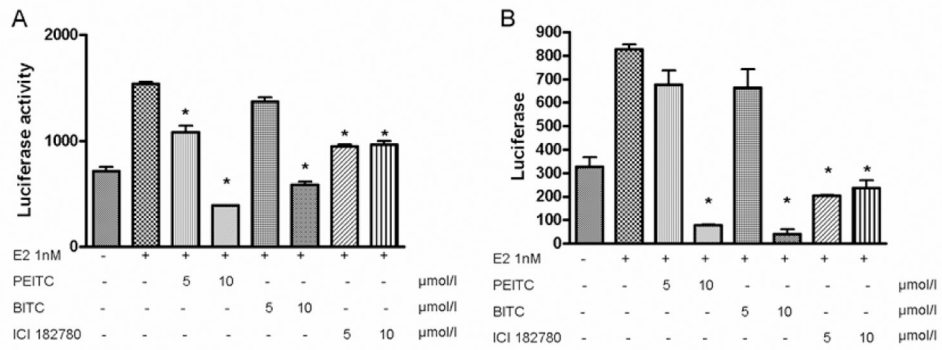 A
Luciferase activity
2000
1000
0
* * * * * *
E2 1nM - + + + + + + +
PEITC - - 5 10 - - - - µmol/l
BITC - - - - 5 10 - - µmol/l
ICI 182780 - - - - - - 5 10 µmol/l
B
Luciferase
900
800
700
600
500
400
300
200
100
0
* * * *
E2 1nM - + + + + + + +
PEITC - - 5 10 - - - - µmol/l
BITC - - - - 5 10 - - µmol/l
ICI 182780 - - - - - - 5 10 µmol/l